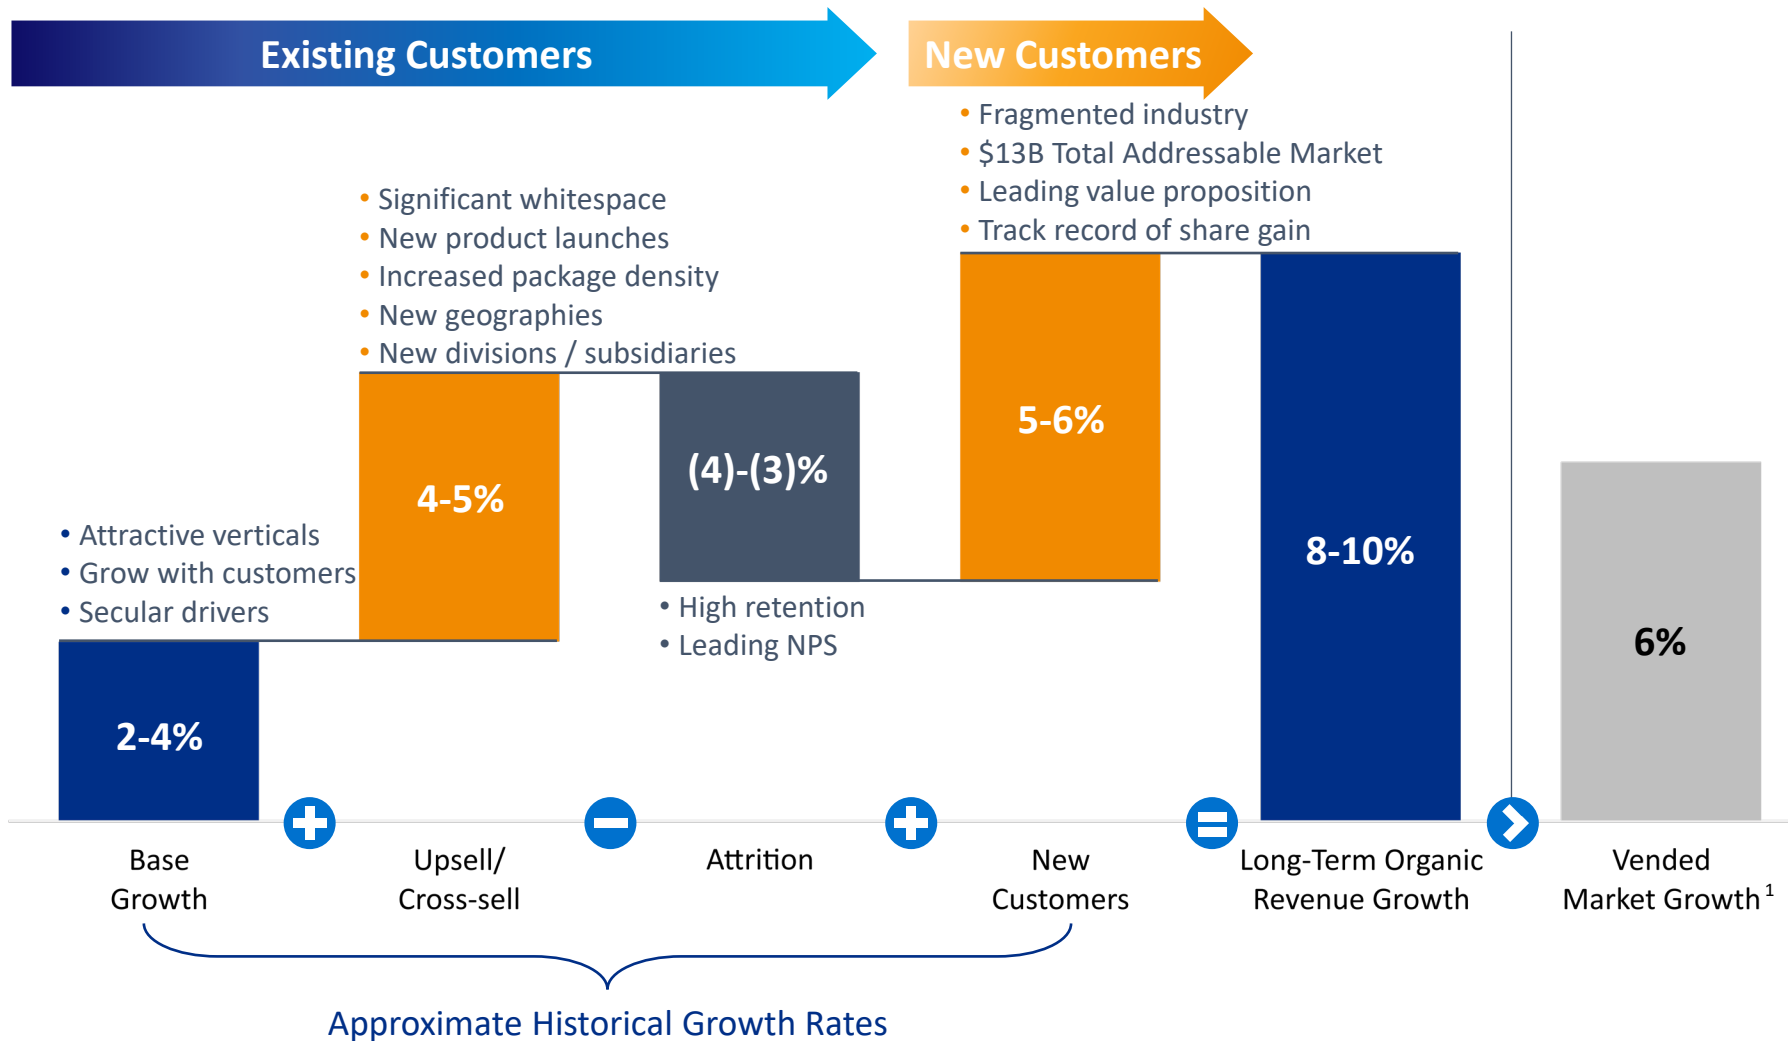 Existing Customers
New Customers
• Fragmented industry
• $13B Total Addressable Market
• Leading value proposition
• Track record of share gain
• Significant whitespace
• New product launches
• Increased package density
• New geographies
• New divisions / subsidiaries
• Attractive verticals
• Grow with customers
• Secular drivers
• High retention
• Leading NPS
2-4%
4-5%
(4)-(3)%
5-6%
8-10%
6%
Base
Growth
Upsell/
Cross-sell
Attrition
New
Customers
Long-Term Organic
Revenue Growth
Vended
Market Growth¹
Approximate Historical Growth Rates